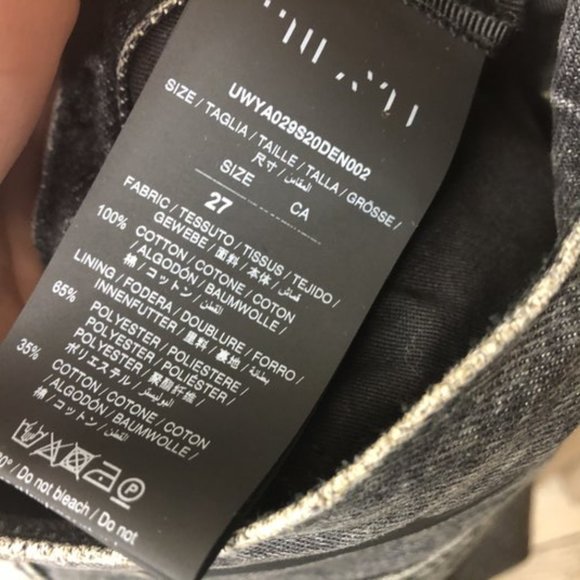 UWYA029S20DEN002
SIZE / TAGLIA / TAILLE / TALLA / GRÖSSE /
尺寸 / المقاس /
SIZE CA
27
FABRIC / TESSUTO / TISSUS / TEJIDO /
GEWEBE / 面料 / 本体 / قماش /
100% COTTON / COTONE / COTON
/ ALGODÓN / BAUMWOLLE /
棉 / コットン / القطن /
LINING / FODERA / DOUBLURE / FORRO /
INNENFUTTER / 里料 / 裏地 / بطانة /
65% POLYESTER / POLIESTERE /
POLYESTER / POLIÉSTER /
POLYESTER / 聚酯纤维
/ ポリエステル / البوليستر /
35% COTTON / COTONE / COTON
/ ALGODÓN / BAUMWOLLE /
棉 / コットン / القطن /
P
0° / Do not bleach / Do not